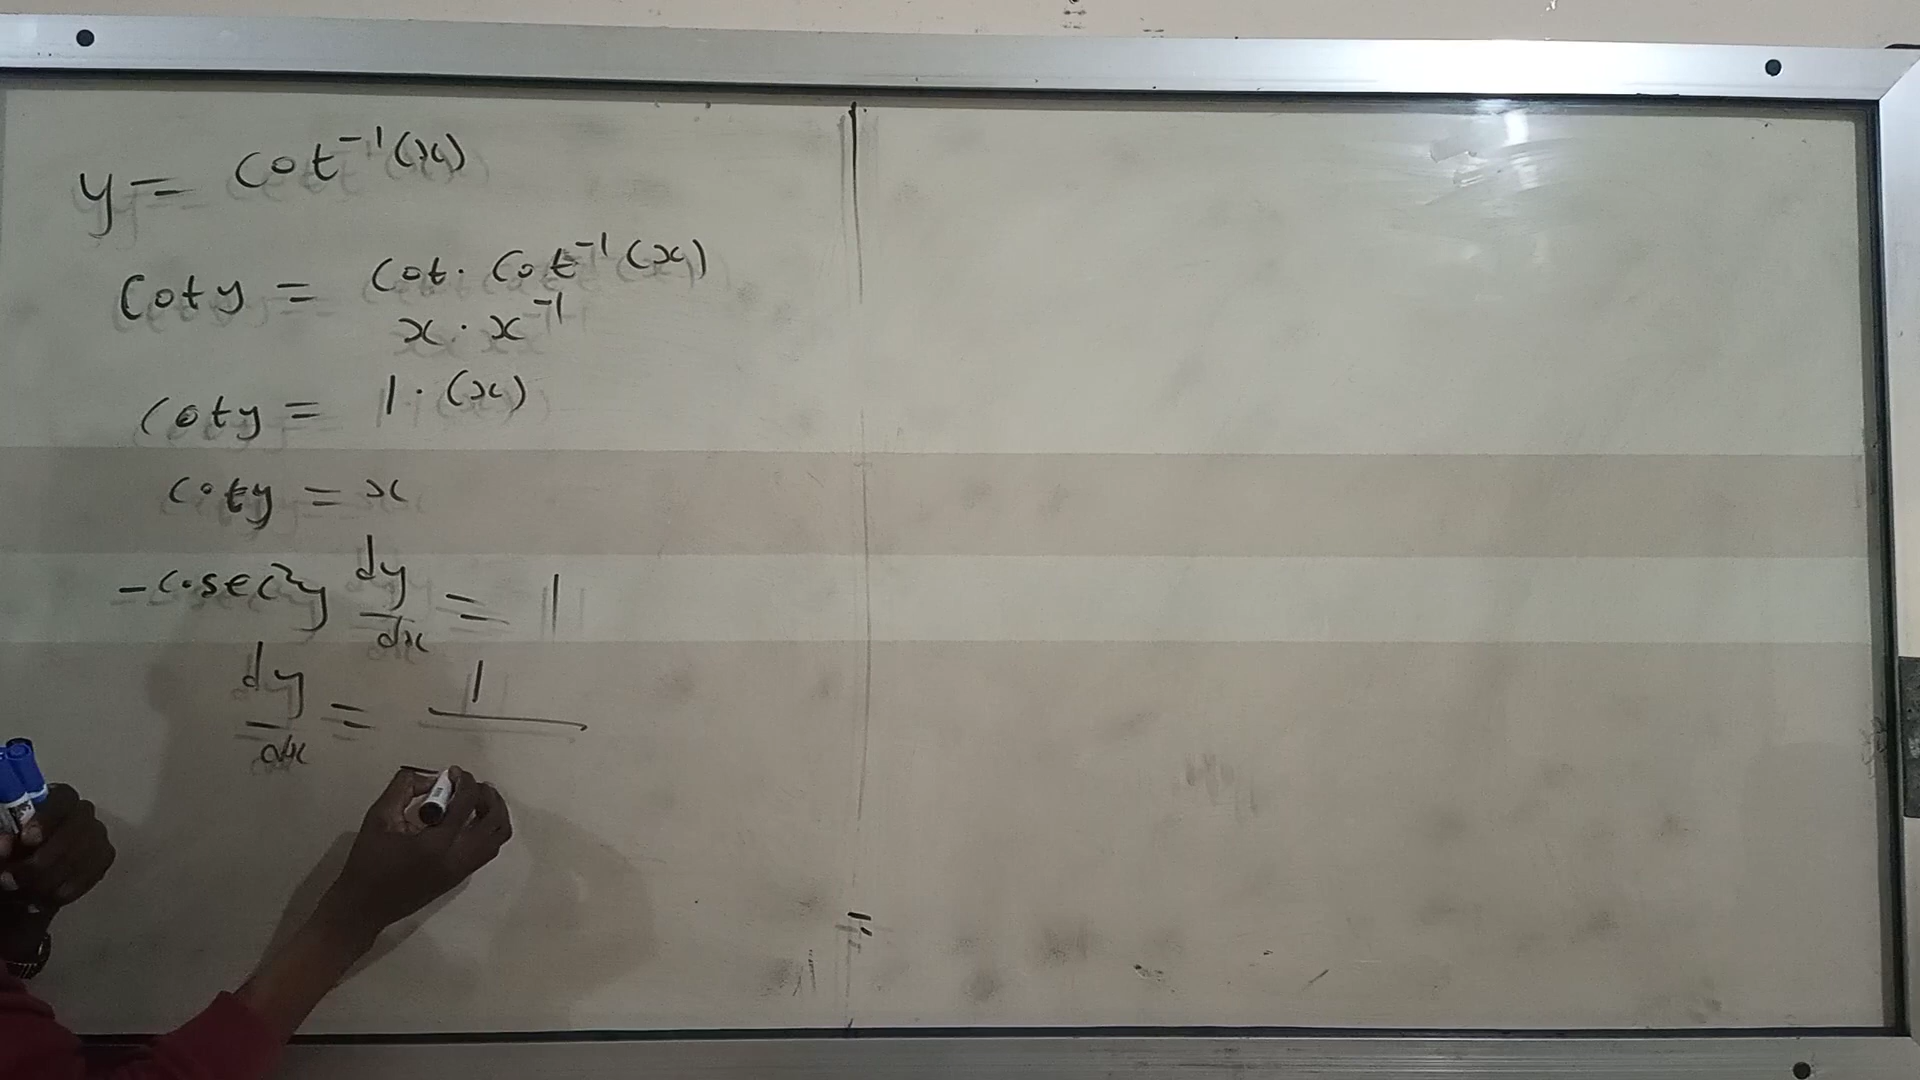 y = cot⁻¹(x)
cot y = cot · cot⁻¹(x)
x · x⁻¹
cot y = 1 · (x)
cot y = x
-cosec²y dy/dx = 1
dy/dx = 1/